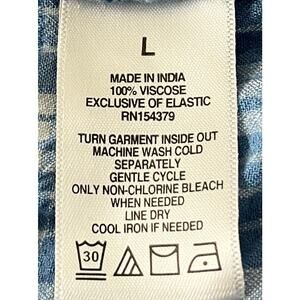 L
MADE IN INDIA
100% VISCOSE
EXCLUSIVE OF ELASTIC
RN154379
TURN GARMENT INSIDE OUT
MACHINE WASH COLD
SEPARATELY
GENTLE CYCLE
ONLY NON-CHLORINE BLEACH
WHEN NEEDED
LINE DRY
COOL IRON IF NEEDED
30